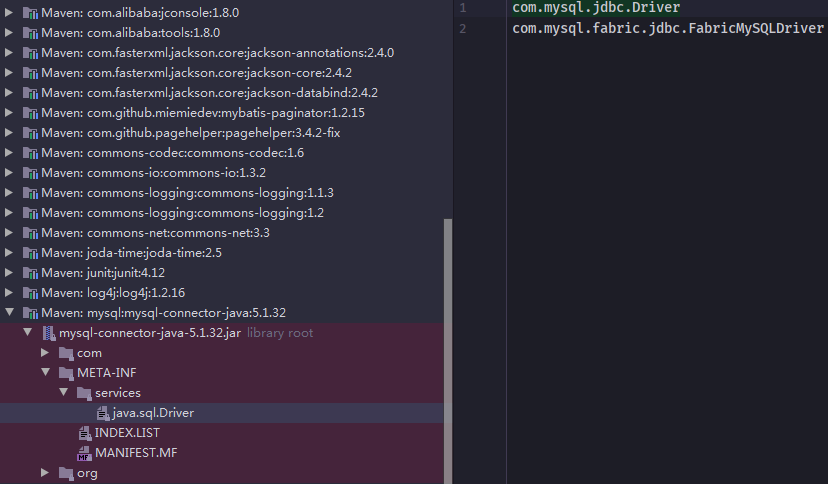 Maven: com.alibaba:jconsole:1.8.0
Maven: com.alibaba:tools:1.8.0
Maven: com.fasterxml.jackson.core:jackson-annotations:2.4.0
Maven: com.fasterxml.jackson.core:jackson-core:2.4.2
Maven: com.fasterxml.jackson.core:jackson-databind:2.4.2
Maven: com.github.miemiedev:mybatis-paginator:1.2.15
Maven: com.github.pagehelper:pagehelper:3.4.2-fix
Maven: commons-codec:commons-codec:1.6
Maven: commons-io:commons-io:1.3.2
Maven: commons-logging:commons-logging:1.1.3
Maven: commons-logging:commons-logging:1.2
Maven: commons-net:commons-net:3.3
Maven: joda-time:joda-time:2.5
Maven: junit:junit:4.12
Maven: log4j:log4j:1.2.16
Maven: mysql:mysql-connector-java:5.1.32
mysql-connector-java-5.1.32.jar library root
com
META-INF
services
java.sql.Driver
INDEX.LIST
MF MANIFEST.MF
org
1 com.mysql.jdbc.Driver
2 com.mysql.fabric.jdbc.FabricMySQLDriver